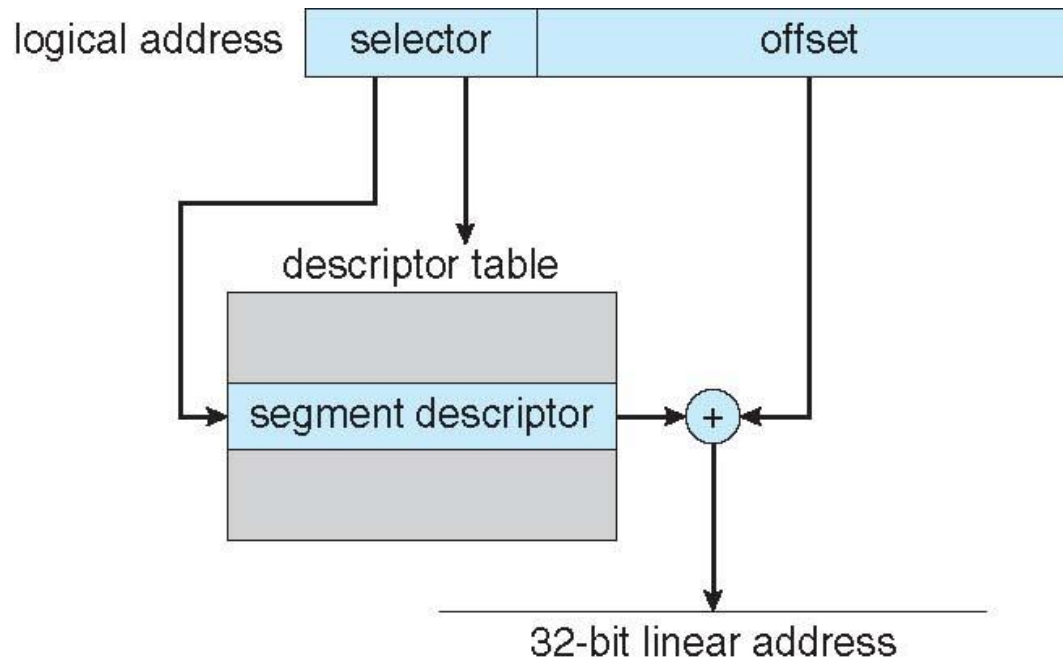 logical address selector offset
descriptor table
segment descriptor +
32-bit linear address